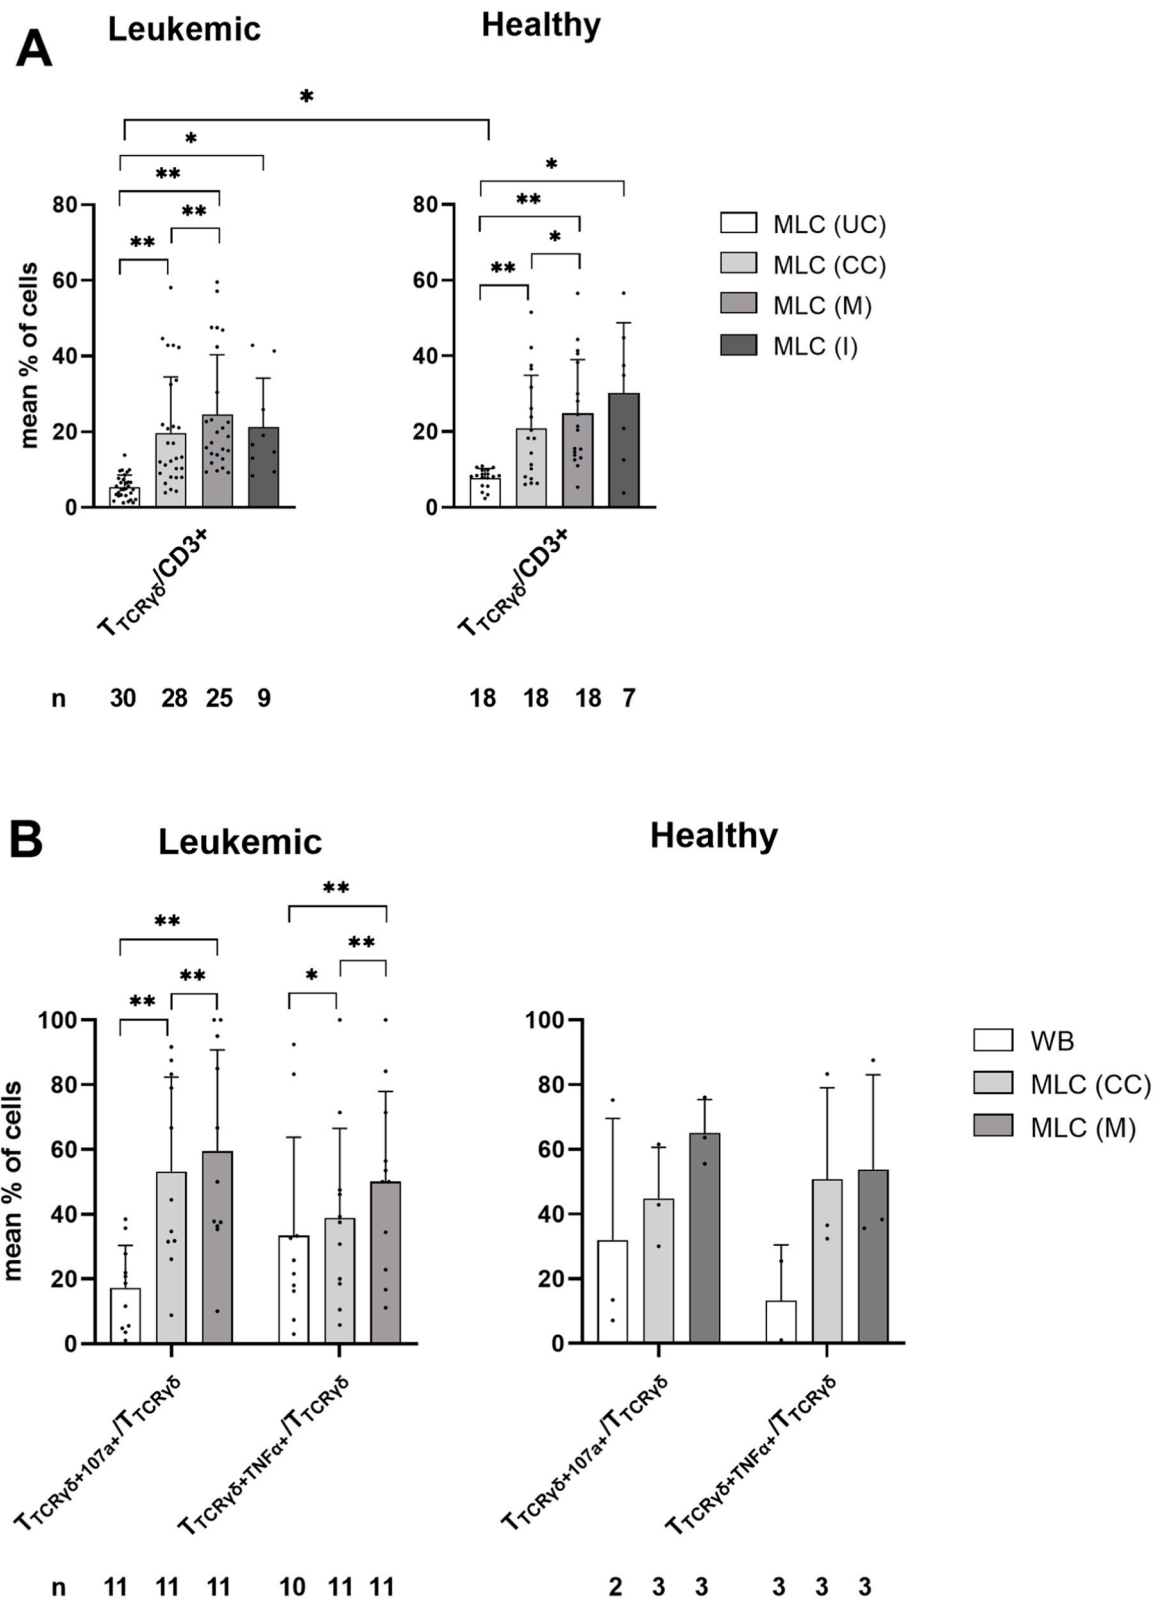 A
Leukemic
Healthy
*
*
**
**
**
*
**
*
**
mean % of cells
80
60
40
20
0
80
60
40
20
0
MLC (UC)
MLC (CC)
MLC (M)
MLC (I)
TTCRγδ/CD3+
TTCRγδ/CD3+
n 30 28 25 9 18 18 18 7
B
Leukemic
Healthy
**
**
**
**
**
*
mean % of cells
100
80
60
40
20
0
100
80
60
40
20
0
WB
MLC (CC)
MLC (M)
TTCRγδ+107a+/TTCRγδ
TTCRγδ+TNFα+/TTCRγδ
TTCRγδ+107a+/TTCRγδ
TTCRγδ+TNFα+/TTCRγδ
n 11 11 11 10 11 11 2 3 3 3 3 3